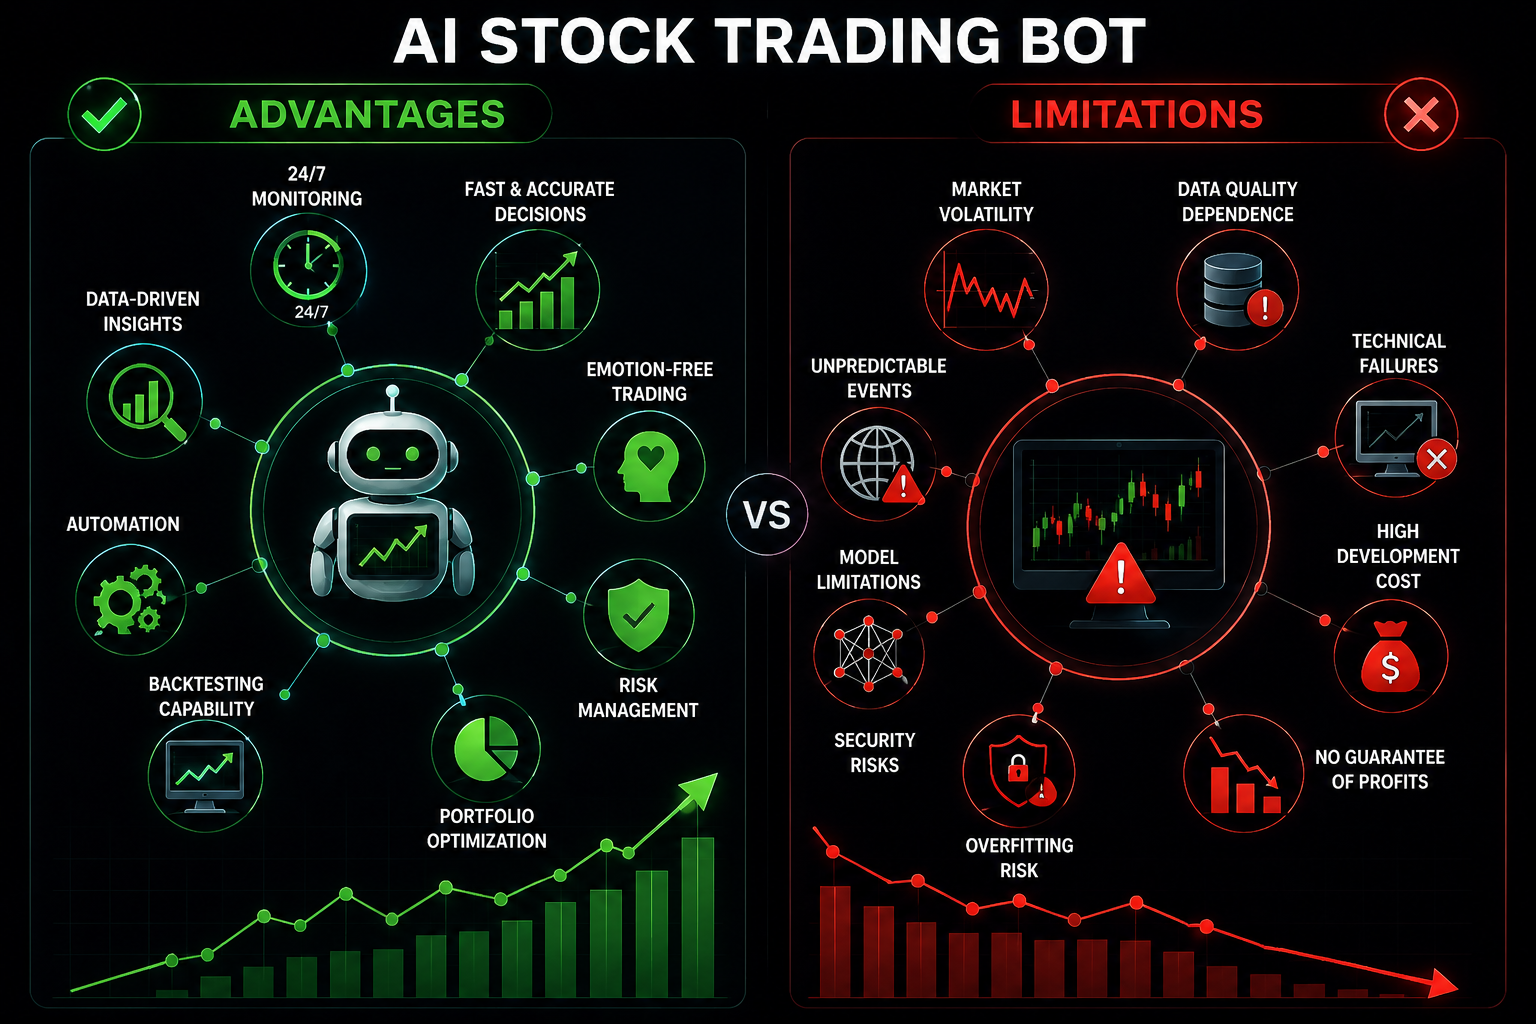 AI STOCK TRADING BOT
ADVANTAGES
24/7
MONITORING
24/7
FAST & ACCURATE
DECISIONS
DATA-DRIVEN
INSIGHTS
EMOTION-FREE
TRADING
AUTOMATION
RISK
MANAGEMENT
BACKTESTING
CAPABILITY
PORTFOLIO
OPTIMIZATION
VS
LIMITATIONS
MARKET
VOLATILITY
DATA QUALITY
DEPENDENCE
!
UNPREDICTABLE
EVENTS
!
TECHNICAL
FAILURES
MODEL
LIMITATIONS
!
HIGH
DEVELOPMENT
COST
$
SECURITY
RISKS
!
OVERFITTING
RISK
NO GUARANTEE
OF PROFITS